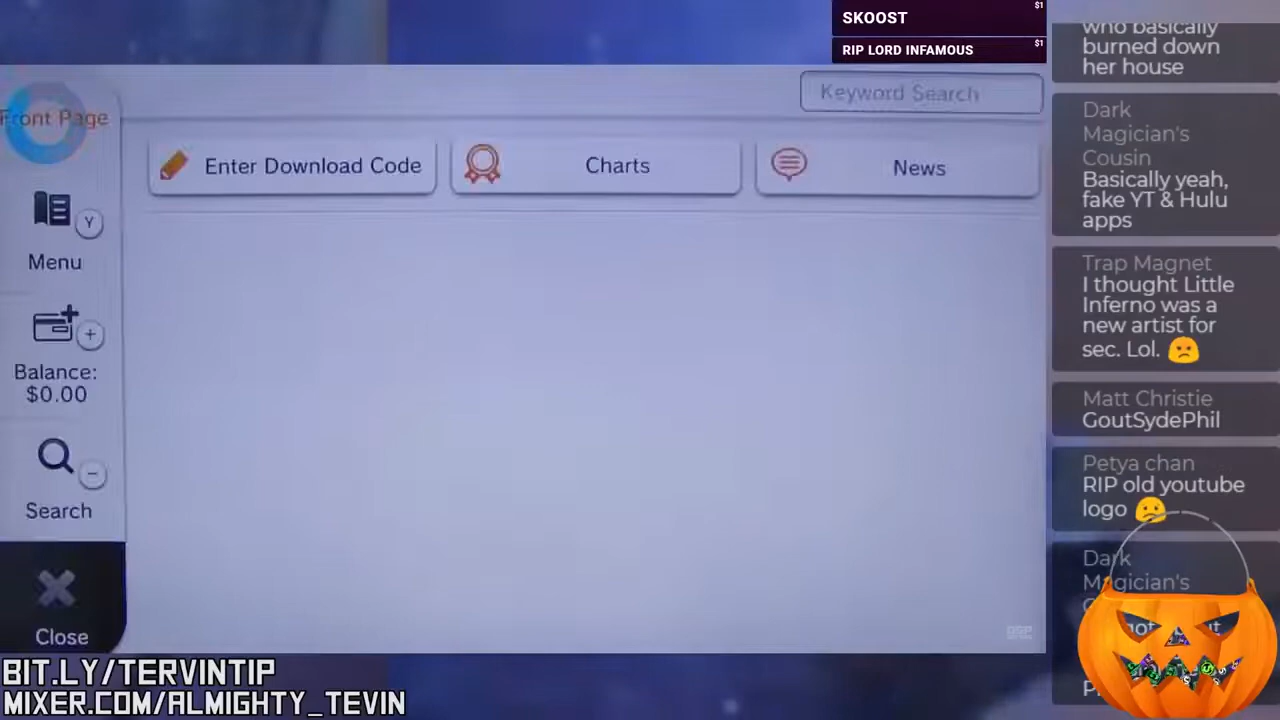 SKOOST
$1
RIP LORD INFAMOUS
$1
Keyword Search
Front Page
Enter Download Code
Charts
News
Y
Menu
+
Balance:
$0.00
−
Search
Close
BIT.LY/TERVINTIP
MIXER.COM/ALMIGHTY_TEVIN
who basically
burned down
her house
Dark
Magician's
Cousin
Basically yeah,
fake YT & Hulu
apps
Trap Magnet
I thought Little
Inferno was a
new artist for
sec. Lol.
Matt Christie
GoutSydePhil
Petya chan
RIP old youtube
logo
Dark
Magician's